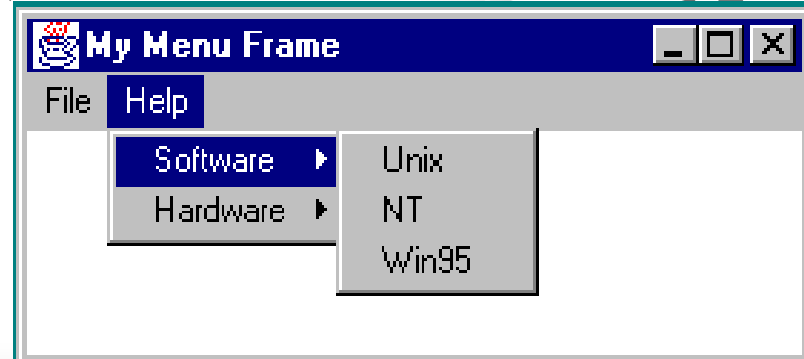 My Menu Frame
File Help
Software Unix
Hardware NT
Win95